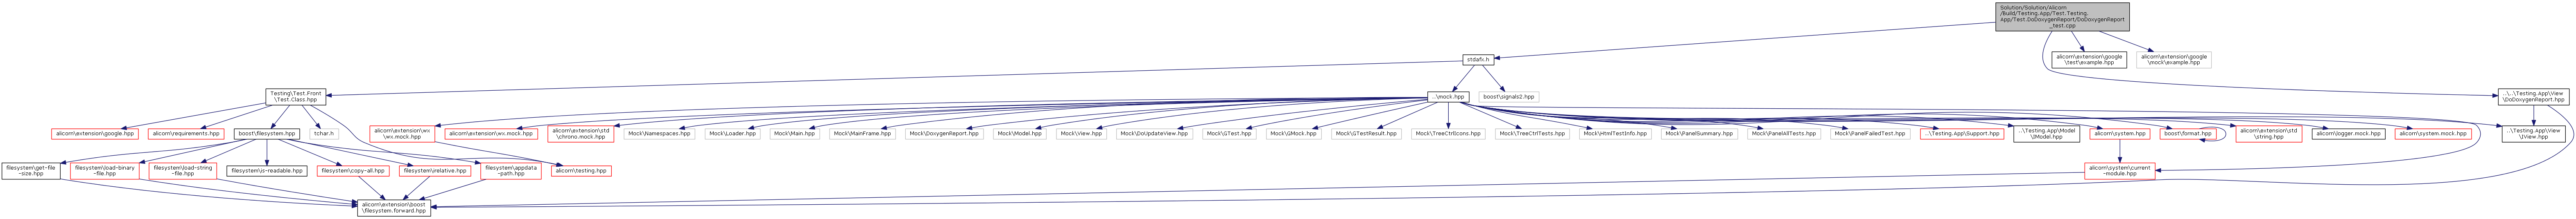 Solution/Solution/Alicorn
/Build/Testing.App/Test.Testing.
App/Test.DoDoxygenReport/DoDoxygenReport
_test.cpp
stdafx.h
alicorn\extension\google
\test\example.hpp
alicorn\extension\google
\mock\example.hpp
Testing\Test.Front
\Test.Class.hpp
..\mock.hpp
boost\signals2.hpp
..\..\Testing.App\View
\DoDoxygenReport.hpp
alicorn\extension\google.hpp
alicorn\requirements.hpp
boost\filesystem.hpp
tchar.h
alicorn\extension\wx
\wx.mock.hpp
alicorn\extension\wx.mock.hpp
alicorn\extension\std
\chrono.mock.hpp
Mock\Namespaces.hpp
Mock\Loader.hpp
Mock\Main.hpp
Mock\MainFrame.hpp
Mock\DoxygenReport.hpp
Mock\Model.hpp
Mock\View.hpp
Mock\DoUpdateView.hpp
Mock\GTest.hpp
Mock\GMock.hpp
Mock\GTestResult.hpp
Mock\TreeCtrlIcons.hpp
Mock\TreeCtrlTests.hpp
Mock\HtmlTestInfo.hpp
Mock\PanelSummary.hpp
Mock\PanelAllTests.hpp
Mock\PanelFailedTest.hpp
..\Testing.App\Support.hpp
..\Testing.App\Model
\IModel.hpp
alicorn\system.hpp
boost\format.hpp
alicorn\extension\std
\string.hpp
alicorn\logger.mock.hpp
alicorn\system.mock.hpp
..\Testing.App\View
\IView.hpp
filesystem\get-file
-size.hpp
filesystem\load-binary
-file.hpp
filesystem\load-string
-file.hpp
filesystem\is-readable.hpp
filesystem\copy-all.hpp
filesystem\relative.hpp
filesystem\appdata
-path.hpp
alicorn\testing.hpp
alicorn\system\current
-module.hpp
alicorn\extension\boost
\filesystem.forward.hpp